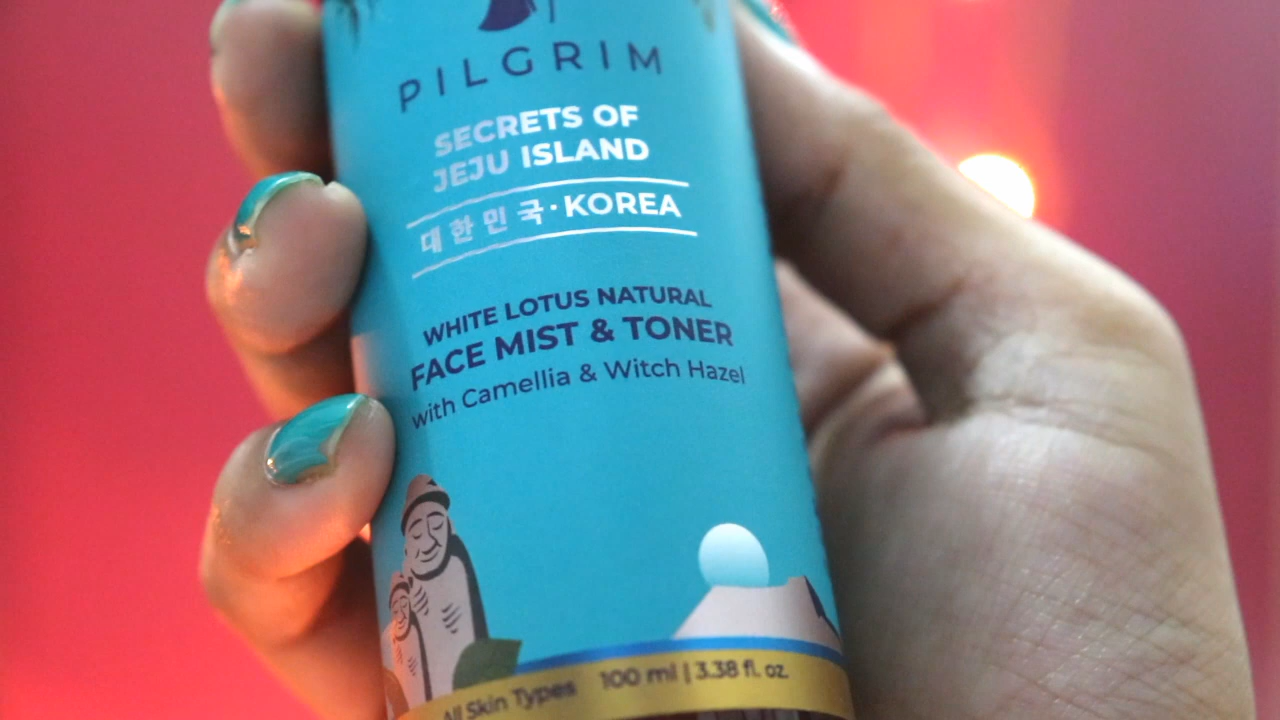 PILGRIM
SECRETS OF
JEJU ISLAND
대한민국·KOREA
WHITE LOTUS NATURAL
FACE MIST & TONER
with Camellia & Witch Hazel
All Skin Types 100 ml | 3.38 fl. oz.